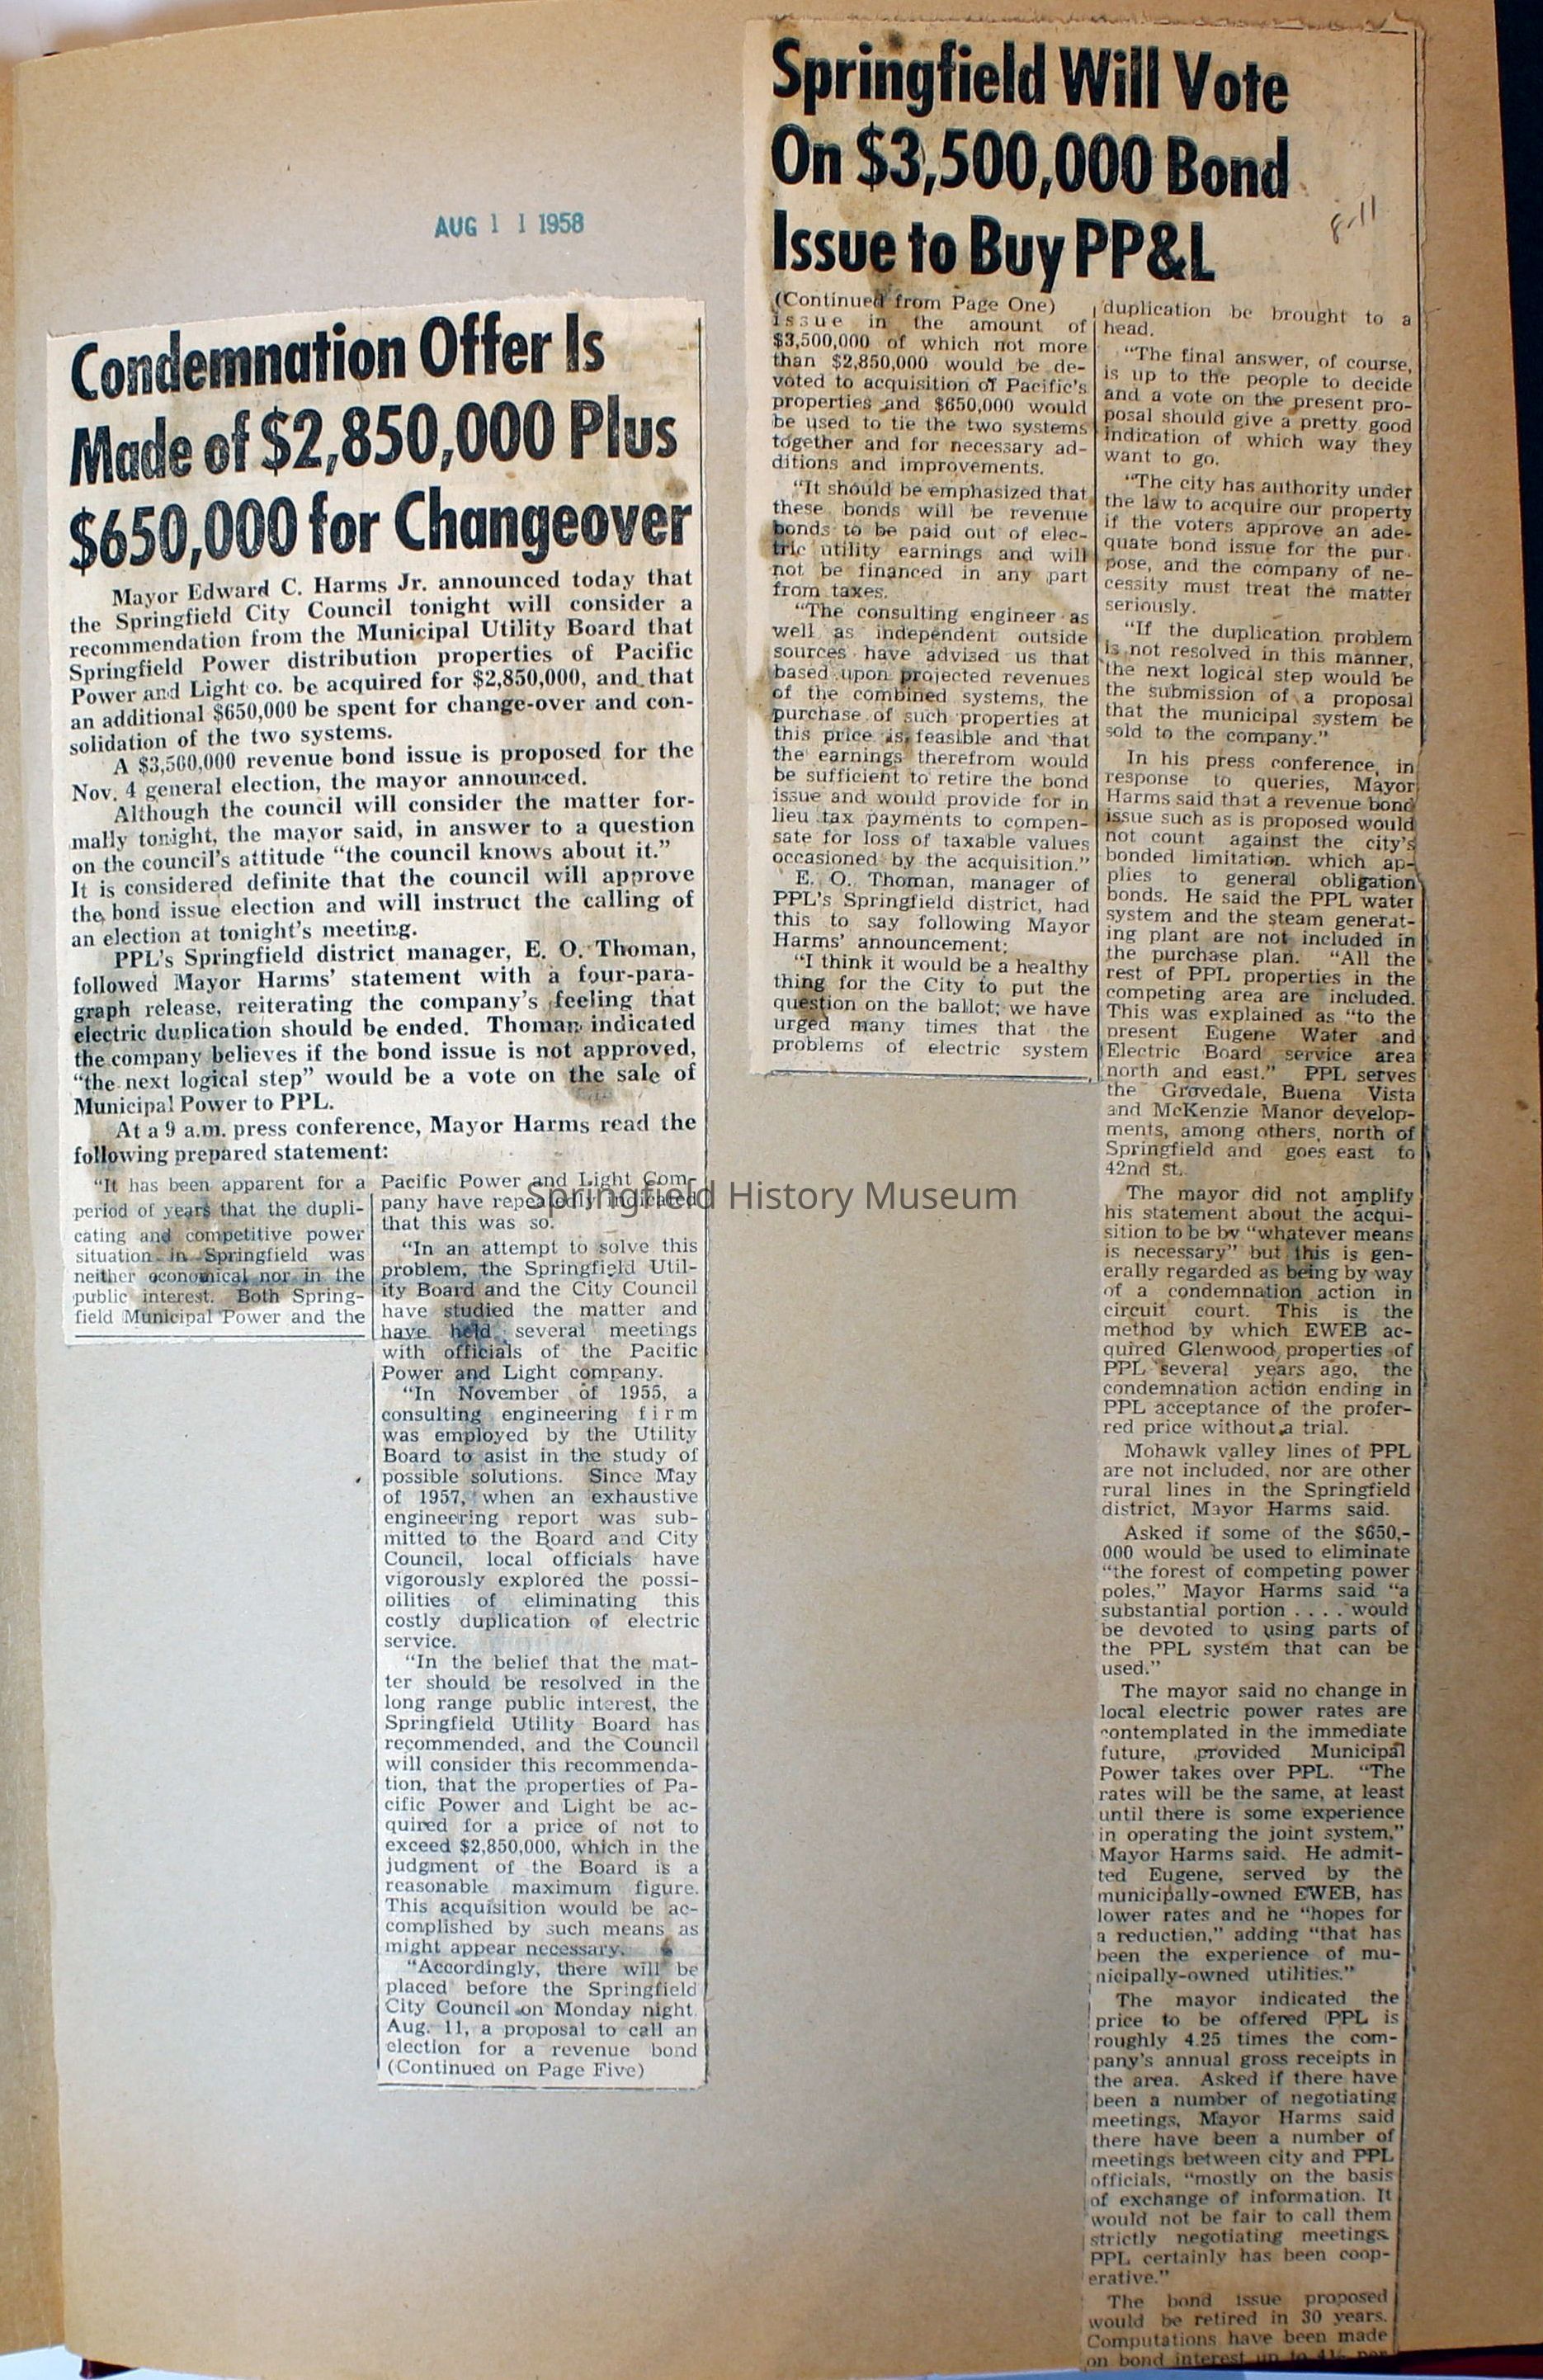 AUG 11 1958
Condemnation Offer Is
Made of $2,850,000 Plus
$650,000 for Changeover
Mayor Edward C. Harms Jr. announced today that
the Springfield City Council tonight will consider a
recommendation from the Municipal Utility Board that
Springfield Power distribution properties of Pacific
Power and Light co. be acquired for $2,850,000, and that
an additional $650,000 be spent for change-over and con-
solidation of the two systems.
A $3,500,000 revenue bond issue is proposed for the
Nov. 4 general election, the mayor announced.
Although the council will consider the matter for-
mally tonight, the mayor said, in answer to a question
on the council's attitude "the council knows about it."
It is considered definite that the council will approve
the bond issue election and will instruct the calling of
an election at tonight's meeting.
PPL's Springfield district manager, E. O. Thoman,
followed Mayor Harms' statement with a four-para-
graph release, reiterating the company's feeling that
electric duplication should be ended. Thoman indicated
the company believes if the bond issue is not approved,
"the next logical step" would be a vote on the sale of
Municipal Power to PPL.
At a 9 a.m. press conference, Mayor Harms read the
following prepared statement:
"It has been apparent for a
period of years that the dupli-
cating and competitive power
situation in Springfield was
neither economical nor in the
public interest. Both Spring-
field Municipal Power and the
Pacific Power and Light Com-
pany have repeatedly indicated
that this was so.
"In an attempt to solve this
problem, the Springfield Util-
ity Board and the City Council
have studied the matter and
have held several meetings
with officials of the Pacific
Power and Light company.
"In November of 1955, a
consulting engineering firm
was employed by the Utility
Board to asist in the study of
possible solutions. Since May
of 1957, when an exhaustive
engineering report was sub-
mitted to the Board and City
Council, local officials have
vigorously explored the possi-
bilities of eliminating this
costly duplication of electric
service.
"In the belief that the mat-
ter should be resolved in the
long range public interest, the
Springfield Utility Board has
recommended, and the Council
will consider this recommenda-
tion, that the properties of Pa-
cific Power and Light be ac-
quired for a price of not to
exceed $2,850,000, which in the
judgment of the Board is a
reasonable maximum figure.
This acquisition would be ac-
complished by such means as
might appear necessary.
"Accordingly, there will be
placed before the Springfield
City Council on Monday night
Aug. 11, a proposal to call an
election for a revenue bond
(Continued on Page Five)
Springfield Will Vote
On $3,500,000 Bond
Issue to Buy PP&L
8-11
(Continued from Page One)
issue in the amount of
$3,500,000 of which not more
than $2,850,000 would be de-
voted to acquisition of Pacific's
properties and $650,000 would
be used to tie the two systems
together and for necessary ad-
ditions and improvements.
"It should be emphasized that
these bonds will be revenue
bonds to be paid out of elec-
tric utility earnings and will
not be financed in any part
from taxes.
"The consulting engineer as
well as independent outside
sources have advised us that
based upon projected revenues
of the combined systems, the
purchase of such properties at
this price is feasible and that
the earnings therefrom would
be sufficient to retire the bond
issue and would provide for in
lieu tax payments to compen-
sate for loss of taxable values
occasioned by the acquisition."
E. O. Thoman, manager of
PPL's Springfield district, had
this to say following Mayor
Harms' announcement:
"I think it would be a healthy
thing for the City to put the
question on the ballot; we have
urged many times that the
problems of electric system
duplication be brought to a
head.
"The final answer, of course,
is up to the people to decide
and a vote on the present pro-
posal should give a pretty good
indication of which way they
want to go.
"The city has authority under
the law to acquire our property
if the voters approve an ade-
quate bond issue for the pur-
pose, and the company of ne-
cessity must treat the matter
seriously.
"If the duplication problem
is not resolved in this manner,
the next logical step would be
the submission of a proposal
that the municipal system be
sold to the company."
In his press conference, in
response to queries, Mayor
Harms said that a revenue bond
issue such as is proposed would
not count against the city's
bonded limitation which ap-
plies to general obligation
bonds. He said the PPL water
system and the steam generat-
ing plant are not included in
the purchase plan. "All the
rest of PPL properties in the
competing area are included.
This was explained as "to the
present Eugene Water and
Electric Board service area
north and east." PPL serves
the Grovedale, Buena Vista
and McKenzie Manor develop-
ments, among others, north of
Springfield and goes east to
42nd st.
The mayor did not amplify
his statement about the acqui-
sition to be by "whatever means
is necessary" but this is gen-
erally regarded as being by way
of a condemnation action in
circuit court. This is the
method by which EWEB ac-
quired Glenwood properties of
PPL several years ago, the
condemnation action ending in
PPL acceptance of the profer-
red price without a trial.
Mohawk valley lines of PPL
are not included, nor are other
rural lines in the Springfield
district, Mayor Harms said.
Asked if some of the $650,-
000 would be used to eliminate
"the forest of competing power
poles," Mayor Harms said "a
substantial portion . . . . would
be devoted to using parts of
the PPL system that can be
used."
The mayor said no change in
local electric power rates are
contemplated in the immediate
future, provided Municipal
Power takes over PPL. "The
rates will be the same, at least
until there is some experience
in operating the joint system,"
Mayor Harms said. He admit-
ted Eugene, served by the
municipally-owned EWEB, has
lower rates and he "hopes for
a reduction," adding "that has
been the experience of mu-
nicipally-owned utilities."
The mayor indicated the
price to be offered PPL is
roughly 4.25 times the com-
pany's annual gross receipts in
the area. Asked if there have
been a number of negotiating
meetings, Mayor Harms said
there have been a number of
meetings between city and PPL
officials, "mostly on the basis
of exchange of information. It
would not be fair to call them
strictly negotiating meetings.
PPL certainly has been coop-
erative."
The bond issue proposed
would be retired in 30 years.
Computations have been made
on bond interest up to 4½ per
Springfield History Museum